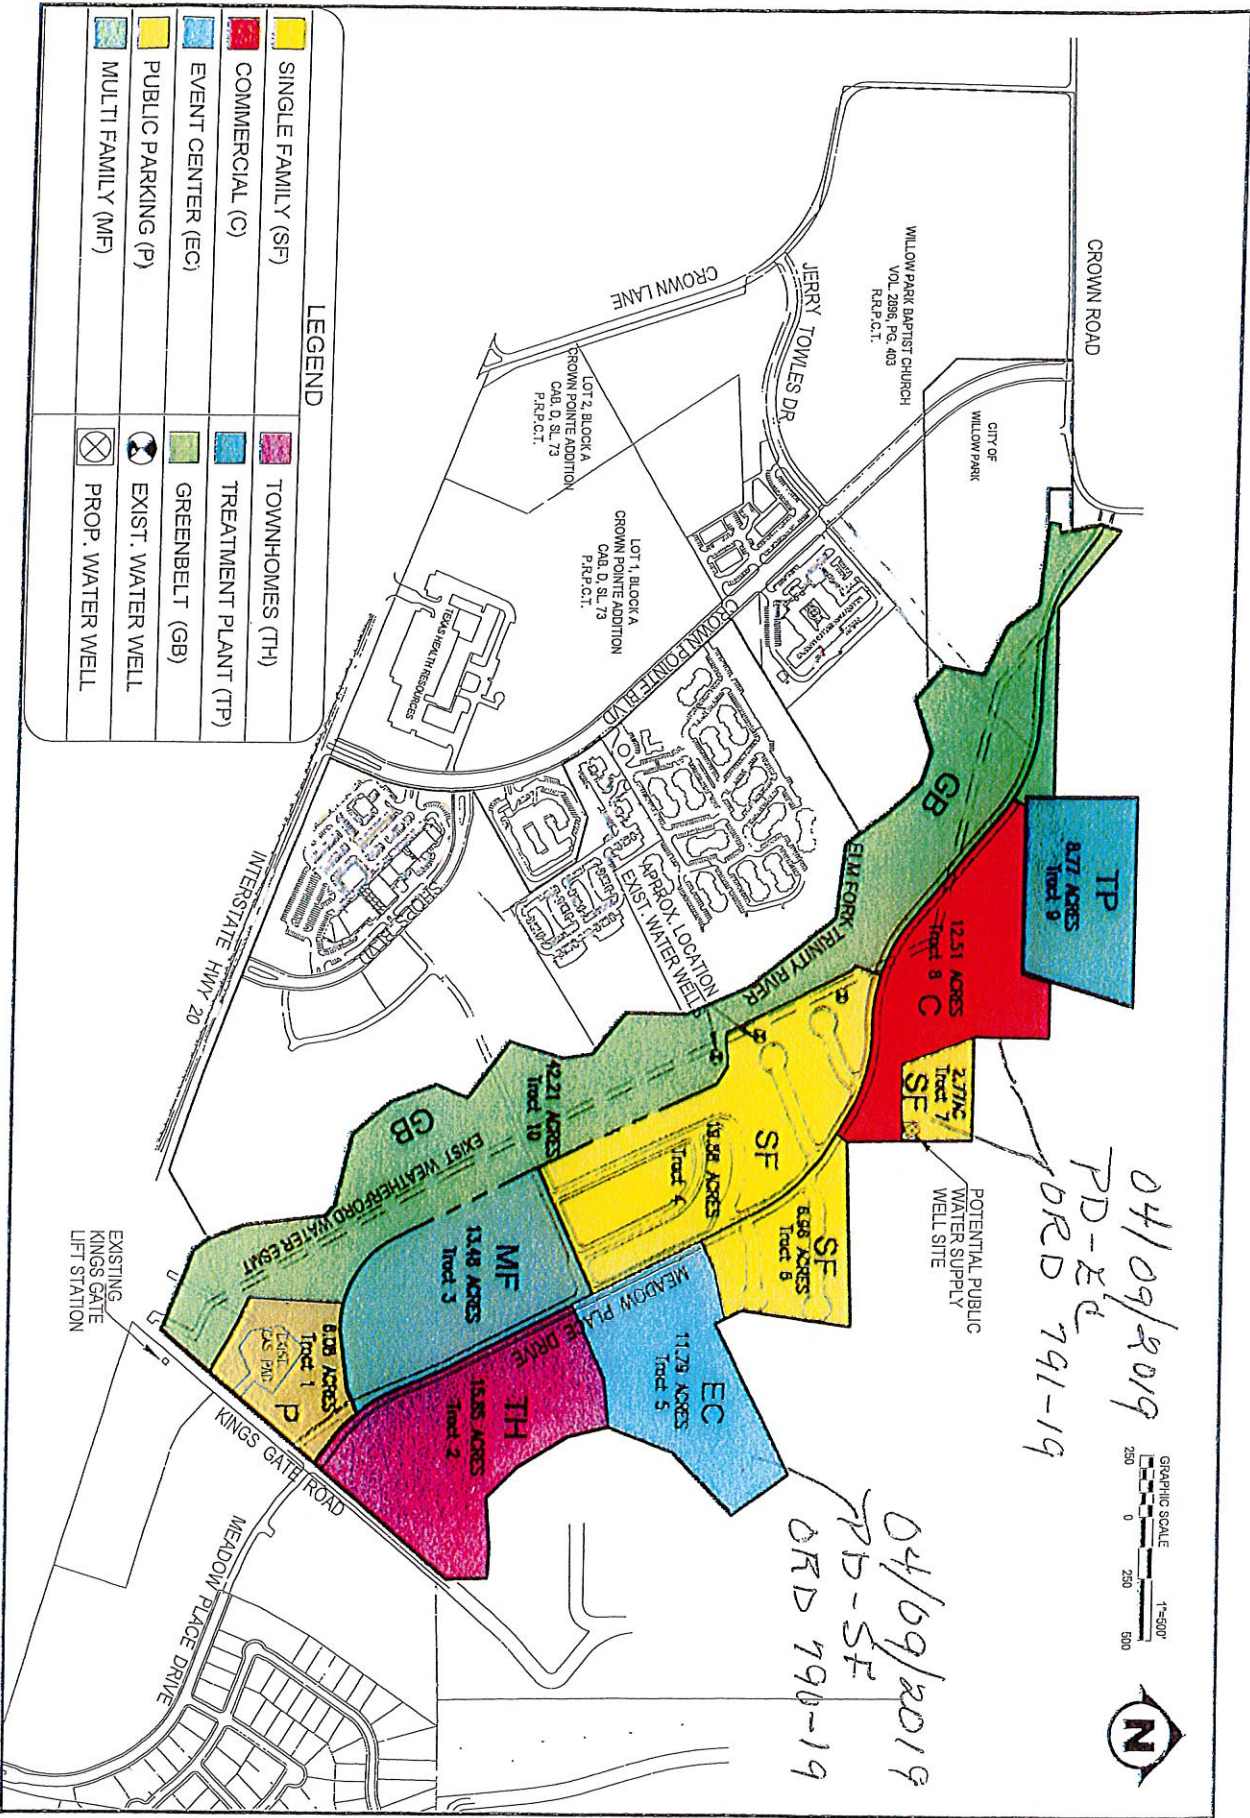 CROWN ROAD
WILLOW PARK BAPTIST CHURCH
VOL. 2896, PG. 403
R.R.P.C.T.
CITY OF
WILLOW PARK
JERRY TOWLES DR
CROWN LANE
LOT 2, BLOCK A
CROWN POINTE ADDITION
CAB. D, SL. 73
P.R.P.C.T.
LOT 1, BLOCK A
CROWN POINTE ADDITION
CAB. D, SL. 73
P.R.P.C.T.
CROWN POINTE BLVD
TEXAS HEALTH RESOURCES
INTERSTATE HWY 20
APPROX. LOCATION
EXIST. WATER WELLS
ELM FORK TRINITY RIVER
GB
TP
8.77 ACRES
Tract 9
12.51 ACRES
Tract 8
C
2.77AC
Tract 7
SF
POTENTIAL PUBLIC
WATER SUPPLY
WELL SITE
SF
Tract 4
SF
Tract 6
42.21 ACRES
Tract 10
GB
EXIST WEATHERFORD WATER ESMT
MF
13.48 ACRES
Tract 3
MEADOW PLACE DRIVE
EC
11.79 ACRES
Tract 5
TH
15.85 ACRES
Tract 2
6.08 ACRES
Tract 1
EXIST.
GAS PAD
P
KINGS GATE ROAD
MEADOW PLACE DRIVE
EXISTING
KINGS GATE
LIFT STATION
04/09/2019
PD-EC
ORD 791-19
04/09/2019
PD-SF
ORD 790-19
GRAPHIC SCALE
250 0 250 500
1"=500'
N
LEGEND
SINGLE FAMILY (SF)
COMMERCIAL (C)
EVENT CENTER (EC)
PUBLIC PARKING (P)
MULTI FAMILY (MF)
TOWNHOMES (TH)
TREATMENT PLANT (TP)
GREENBELT (GB)
EXIST. WATER WELL
PROP. WATER WELL